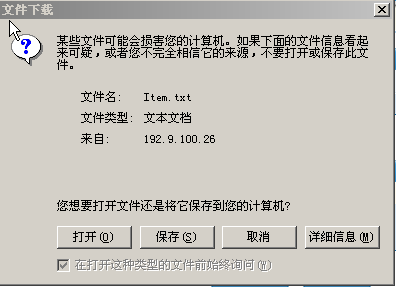 文件下载
某些文件可能会损害您的计算机。如果下面的文件信息看起
来可疑，或者您不完全相信它的来源，不要打开或保存此文
件。
文件名: Item.txt
文件类型: 文本文档
来自: 192.9.100.26
您想要打开文件还是将它保存到您的计算机?
打开(O) 保存(S) 取消 详细信息(M)
在打开这种类型的文件前始终询问(W)